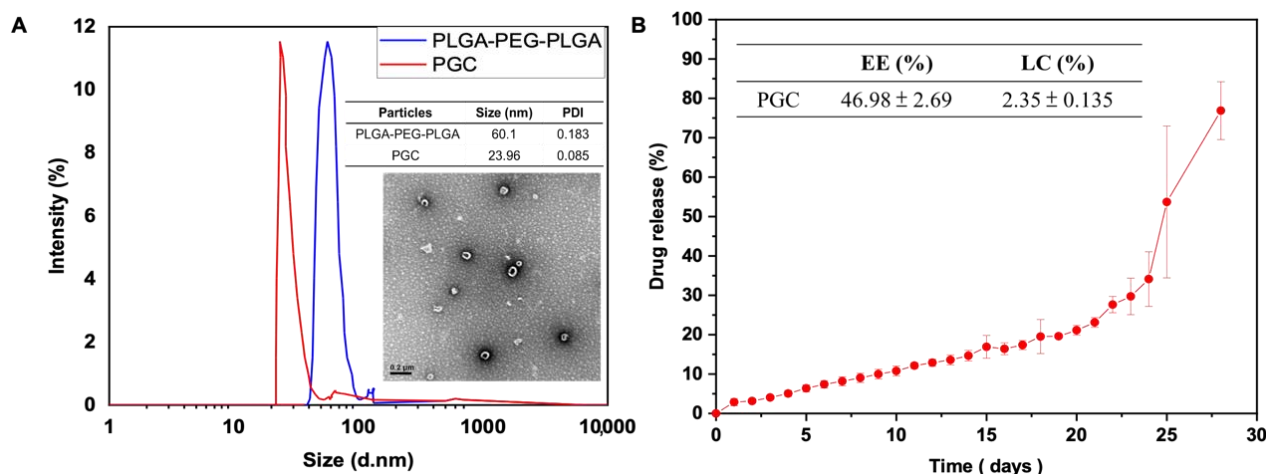 A
12
10
8
6
4
2
0
Intensity (%)
1
10
100
1000
10,000
Size (d.nm)
PLGA-PEG-PLGA
PGC
Particles Size (nm) PDI
PLGA-PEG-PLGA 60.1 0.183
PGC 23.96 0.085
0.2 µm
B
100
90
80
70
60
50
40
30
20
10
0
Drug release (%)
0
5
10
15
20
25
30
Time ( days )
EE (%) LC (%)
PGC 46.98 ± 2.69 2.35 ± 0.135